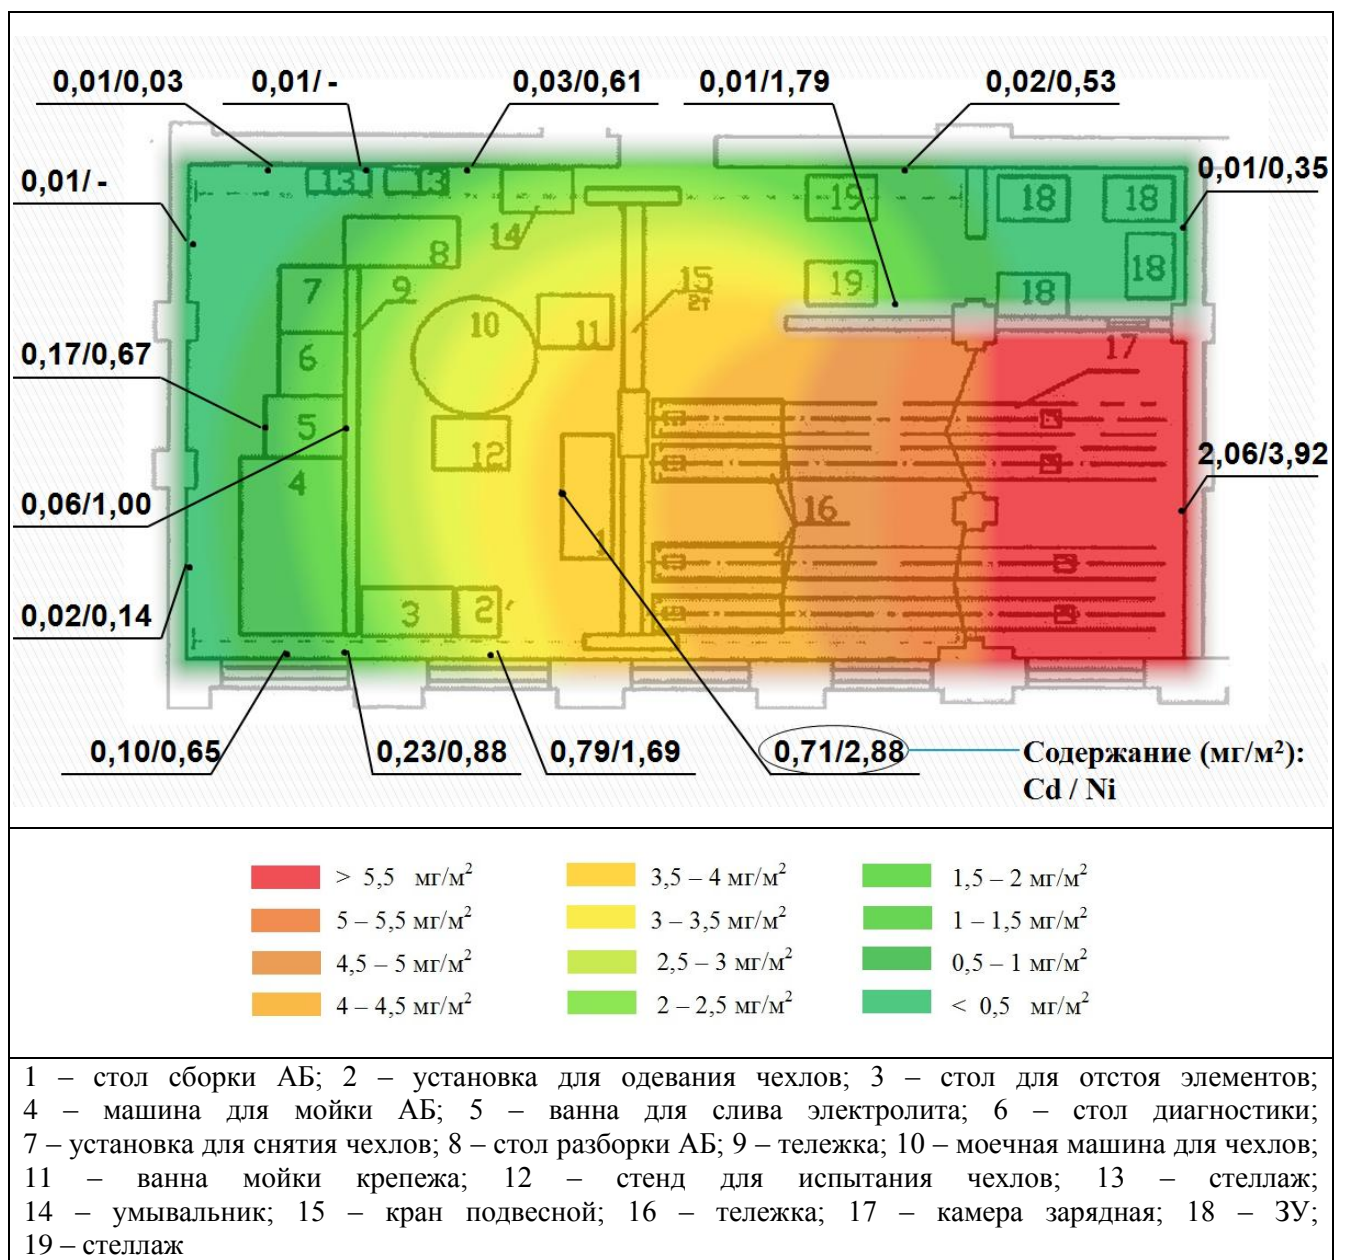 0,01/0,03
0,01/ -
0,03/0,61
0,01/1,79
0,02/0,53
0,01/ -
0,01/0,35
13
13
14
8
19
18
18
18
19
18
15
2т
7
9
10
11
17
0,17/0,67
6
5
12
4
2,06/3,92
0,06/1,00
16
1
3
2
0,02/0,14
0,10/0,65
0,23/0,88
0,79/1,69
0,71/2,88
Содержание (мг/м²):
Cd / Ni
> 5,5 мг/м²
3,5 – 4 мг/м²
1,5 – 2 мг/м²
5 – 5,5 мг/м²
3 – 3,5 мг/м²
1 – 1,5 мг/м²
4,5 – 5 мг/м²
2,5 – 3 мг/м²
0,5 – 1 мг/м²
4 – 4,5 мг/м²
2 – 2,5 мг/м²
< 0,5 мг/м²
1 – стол сборки АБ; 2 – установка для одевания чехлов; 3 – стол для отстоя элементов;
4 – машина для мойки АБ; 5 – ванна для слива электролита; 6 – стол диагностики;
7 – установка для снятия чехлов; 8 – стол разборки АБ; 9 – тележка; 10 – моечная машина для чехлов;
11 – ванна мойки крепежа; 12 – стенд для испытания чехлов; 13 – стеллаж;
14 – умывальник; 15 – кран подвесной; 16 – тележка; 17 – камера зарядная; 18 – ЗУ;
19 – стеллаж